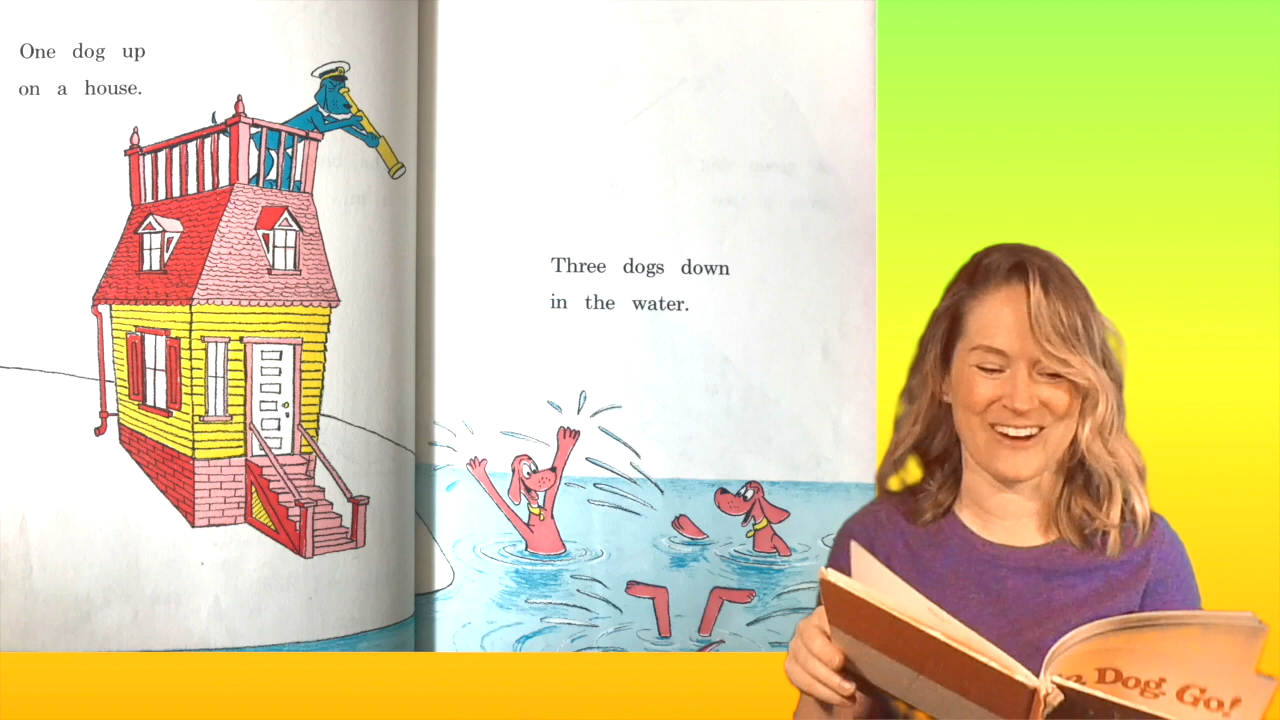 One dog up
on a house.
Three dogs down
in the water.
Dog Go!